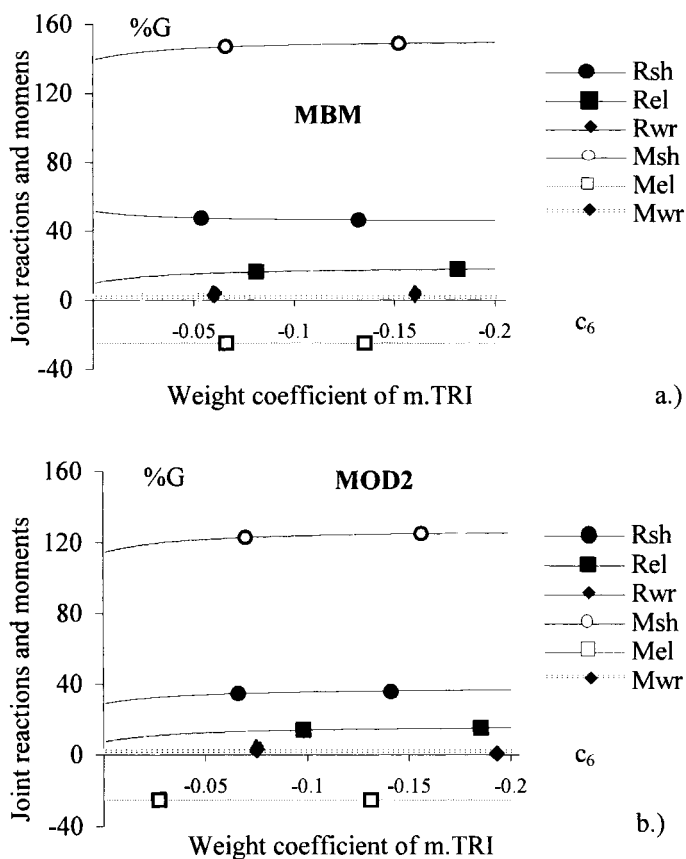 %G
160
120
80
40
0
-40
Joint reactions and momens
MBM
-0.05
-0.1
-0.15
-0.2
c6
Weight coefficient of m.TRI
Rsh
Rel
Rwr
Msh
Mel
Mwr
a.)
%G
MOD2
160
120
80
40
0
-40
Joint reactions and moments
-0.05
-0.1
-0.15
-0.2
c6
Weight coefficient of m.TRI
Rsh
Rel
Rwr
Msh
Mel
Mwr
b.)